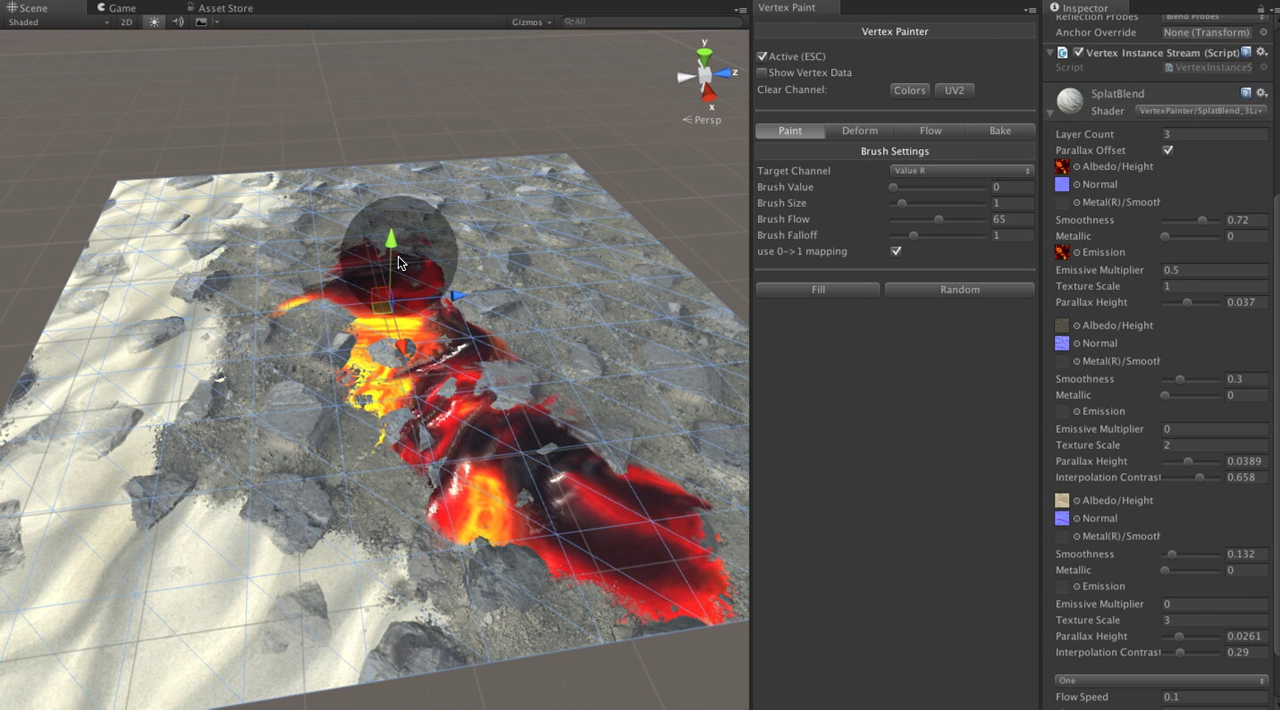 Scene
Game
Asset Store
Shaded
2D
Gizmos
All
y
z
x
Persp
Vertex Paint
Vertex Painter
Active (ESC)
Show Vertex Data
Clear Channel:
Colors
UV2
Paint
Deform
Flow
Bake
Brush Settings
Target Channel
Value R
Brush Value
0
Brush Size
1
Brush Flow
65
Brush Falloff
1
use 0->1 mapping
Fill
Random
Inspector
Reflection Probes
Blend Probes
Anchor Override
None (Transform)
Vertex Instance Stream (Script)
Script
VertexInstanceS
SplatBlend
Shader
VertexPainter/SplatBlend_3La
Layer Count
3
Parallax Offset
Albedo/Height
Normal
Metal(R)/Smooth
Smoothness
0.72
Metallic
0
Emission
Emissive Multiplier
0.5
Texture Scale
1
Parallax Height
0.037
Albedo/Height
Normal
Metal(R)/Smooth
Smoothness
0.3
Metallic
0
Emission
Emissive Multiplier
0
Texture Scale
2
Parallax Height
0.0389
Interpolation Contrast
0.658
Albedo/Height
Normal
Metal(R)/Smooth
Smoothness
0.132
Metallic
0
Emission
Emissive Multiplier
0
Texture Scale
3
Parallax Height
0.0261
Interpolation Contrast
0.29
One
Flow Speed
0.1